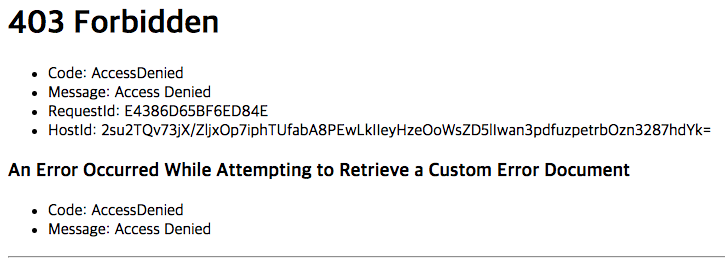 403 Forbidden
• Code: AccessDenied
• Message: Access Denied
• RequestId: E4386D65BF6ED84E
• HostId: 2su2TQv73jX/ZljxOp7iphTUfabA8PEwLkIIeyHzeOoWsZD5lIwan3pdfuzpetrbOzn3287hdYk=
An Error Occurred While Attempting to Retrieve a Custom Error Document
• Code: AccessDenied
• Message: Access Denied